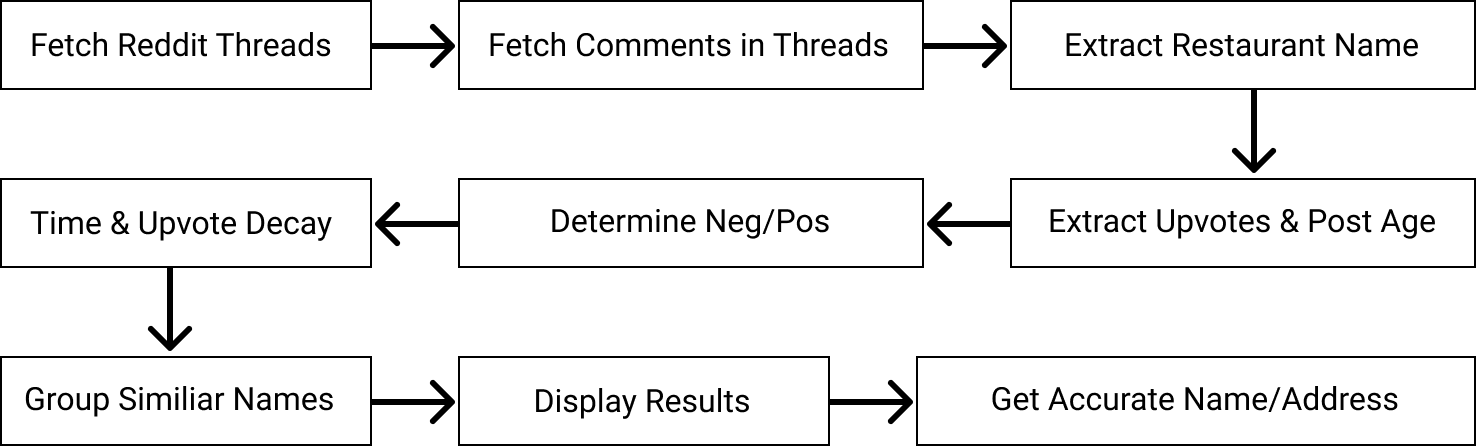 Fetch Reddit Threads
Fetch Comments in Threads
Extract Restaurant Name
Extract Upvotes & Post Age
Determine Neg/Pos
Time & Upvote Decay
Group Similiar Names
Display Results
Get Accurate Name/Address